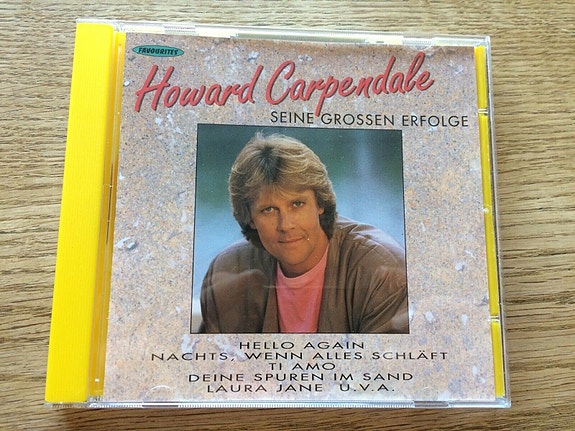 FAVOURITES
Howard Carpendale
SEINE GROSSEN ERFOLGE
HELLO AGAIN
NACHTS, WENN ALLES SCHLÄFT
TI AMO
DEINE SPUREN IM SAND
LAURA JANE U.V.A.